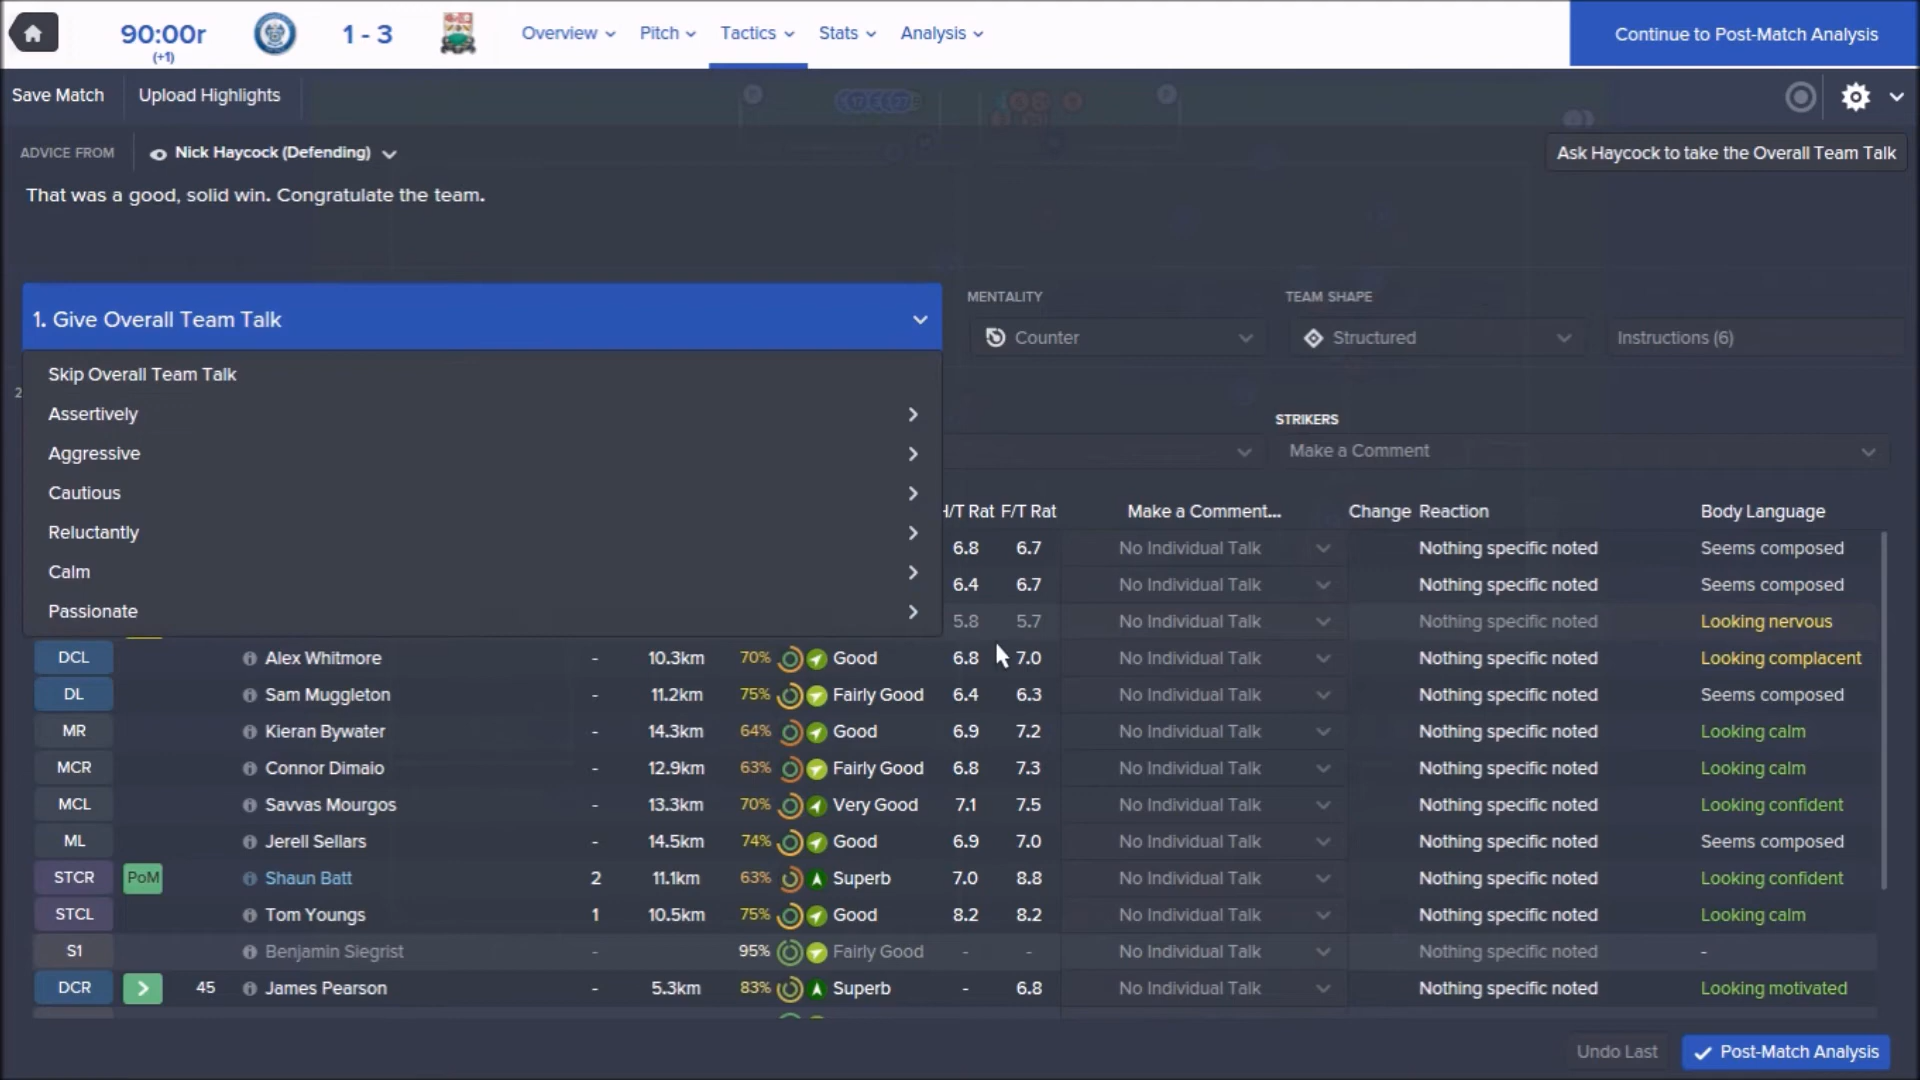 90:00r
(+1)
1 - 3
Overview
Pitch
Tactics
Stats
Analysis
Continue to Post-Match Analysis
Save Match
Upload Highlights
ADVICE FROM
Nick Haycock (Defending)
Ask Haycock to take the Overall Team Talk
That was a good, solid win. Congratulate the team.
1. Give Overall Team Talk
MENTALITY
TEAM SHAPE
Counter
Structured
Instructions (6)
Skip Overall Team Talk
Assertively
Aggressive
Cautious
Reluctantly
Calm
Passionate
2
STRIKERS
Make a Comment
H/T Rat F/T Rat Make a Comment... Change Reaction Body Language
6.8 6.7 No Individual Talk Nothing specific noted Seems composed
6.4 6.7 No Individual Talk Nothing specific noted Seems composed
5.8 5.7 No Individual Talk Nothing specific noted Looking nervous
DCL Alex Whitmore - 10.3km 70% Good 6.8 7.0 No Individual Talk Nothing specific noted Looking complacent
DL Sam Muggleton - 11.2km 75% Fairly Good 6.4 6.3 No Individual Talk Nothing specific noted Seems composed
MR Kieran Bywater - 14.3km 64% Good 6.9 7.2 No Individual Talk Nothing specific noted Looking calm
MCR Connor Dimaio - 12.9km 63% Fairly Good 6.8 7.3 No Individual Talk Nothing specific noted Looking calm
MCL Savvas Mourgos - 13.3km 70% Very Good 7.1 7.5 No Individual Talk Nothing specific noted Looking confident
ML Jerell Sellars - 14.5km 74% Good 6.9 7.0 No Individual Talk Nothing specific noted Seems composed
STCR PoM Shaun Batt 2 11.1km 63% Superb 7.0 8.8 No Individual Talk Nothing specific noted Looking confident
STCL Tom Youngs 1 10.5km 75% Good 8.2 8.2 No Individual Talk Nothing specific noted Looking calm
S1 Benjamin Siegrist - 95% Fairly Good - - No Individual Talk Nothing specific noted -
DCR 45 James Pearson - 5.3km 83% Superb - 6.8 No Individual Talk Nothing specific noted Looking motivated
Undo Last
Post-Match Analysis